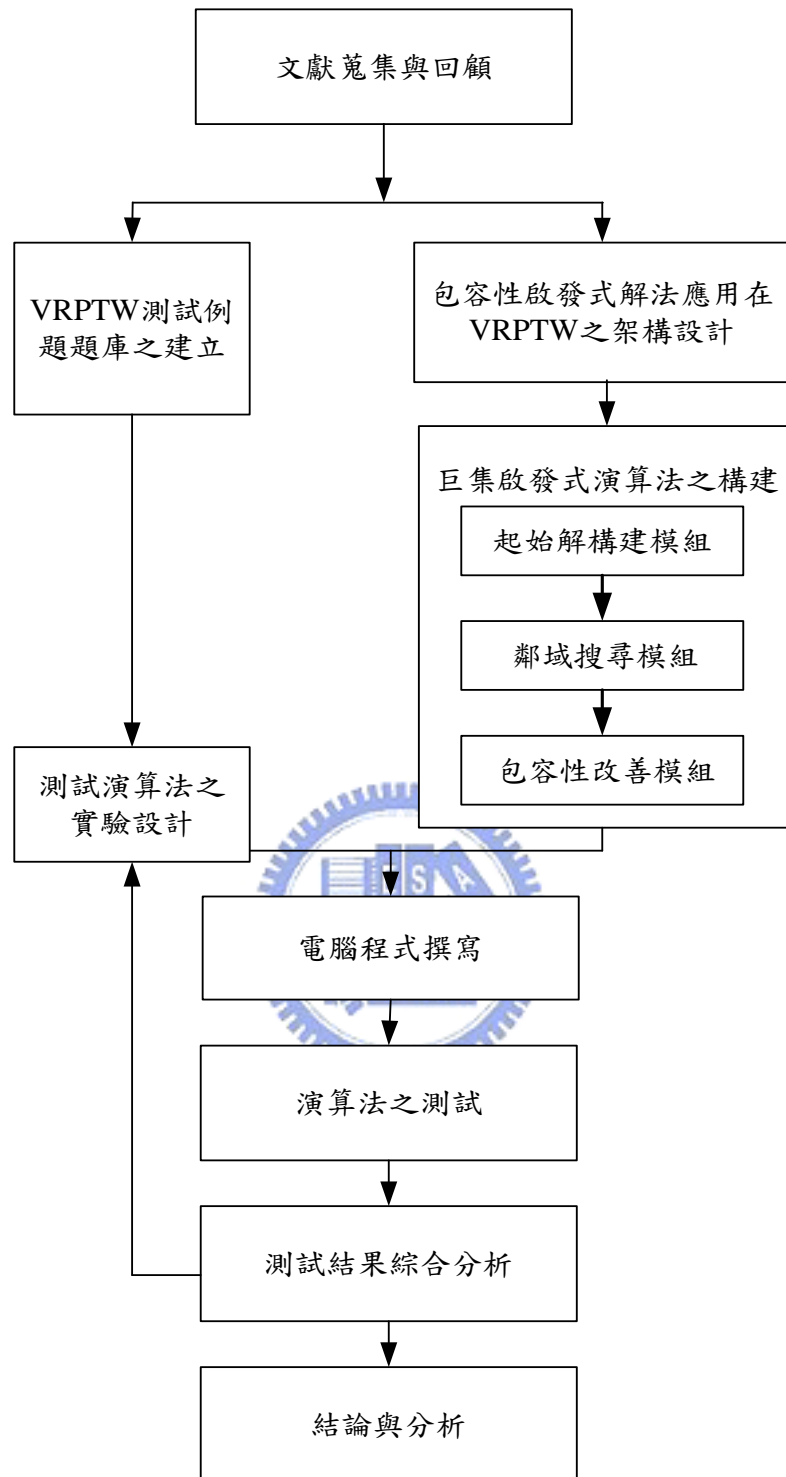 文獻蒐集與回顧
VRPTW測試例
題題庫之建立
包容性啟發式解法應用在
VRPTW之架構設計
巨集啟發式演算法之構建
起始解構建模組
鄰域搜尋模組
包容性改善模組
測試演算法之
實驗設計
ESA
電腦程式撰寫
演算法之測試
測試結果綜合分析
結論與分析